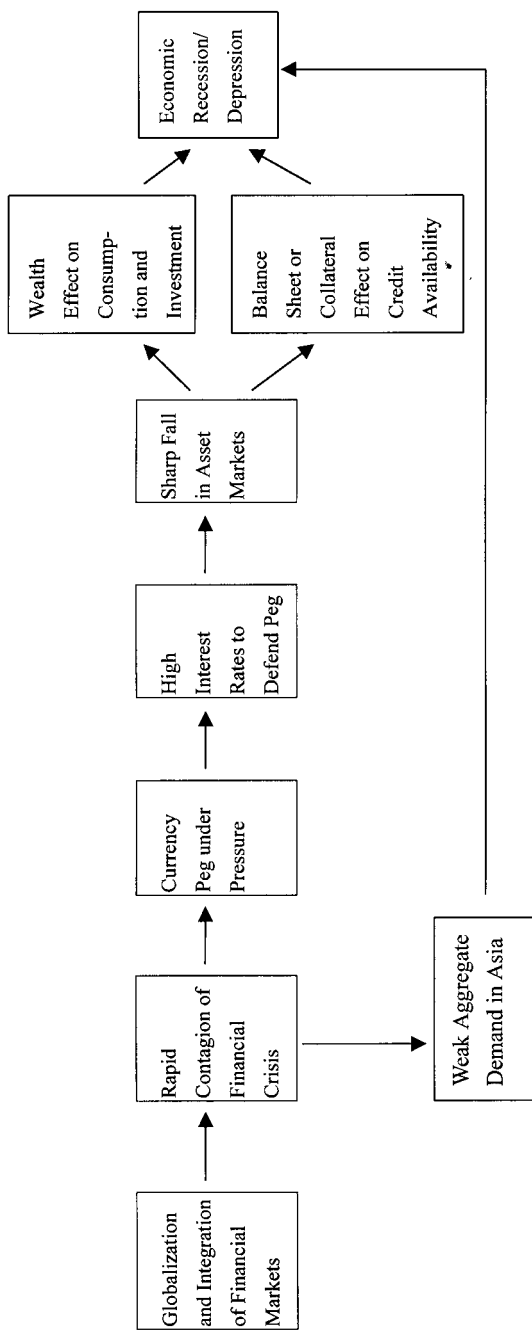 Globalization
and Integration
of Financial
Markets
Rapid
Contagion of
Financial
Crisis
Weak Aggregate
Demand in Asia
Currency
Peg under
Pressure
High
Interest
Rates to
Defend Peg
Sharp Fall
in Asset
Markets
Wealth
Effect on
Consump-
tion and
Investment
Balance
Sheet or
Collateral
Effect on
Credit
Availability
Economic
Recession/
Depression